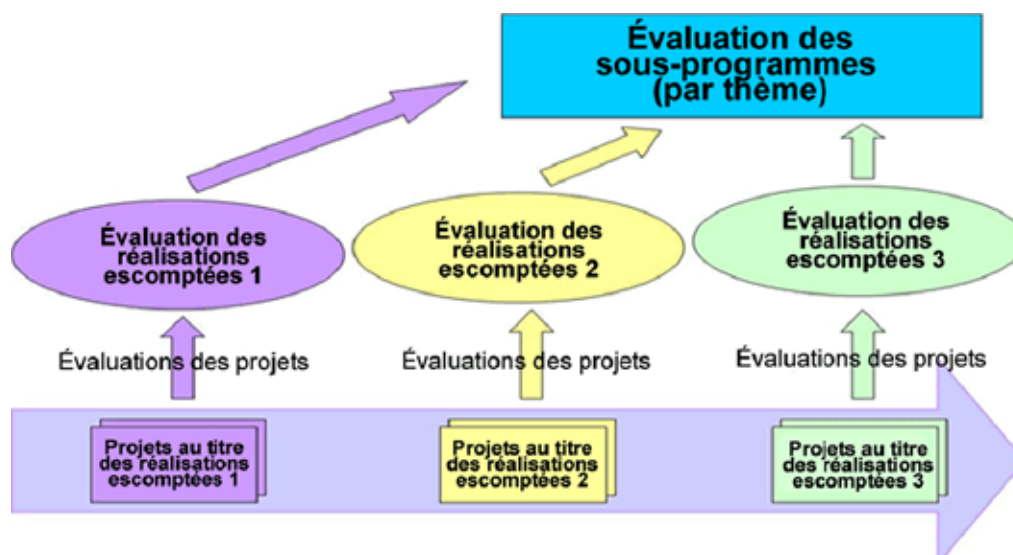 Évaluation des
sous-programmes
(par thème)
Évaluation des
réalisations
escomptées 1
Évaluation des
réalisations
escomptées 2
Évaluation des
réalisations
escomptées 3
Évaluations des projets
Évaluations des projets
Évaluations des projets
Projets au titre
des réalisations
escomptées 1
Projets au titre
des réalisations
escomptées 2
Projets au titre
des réalisations
escomptées 3